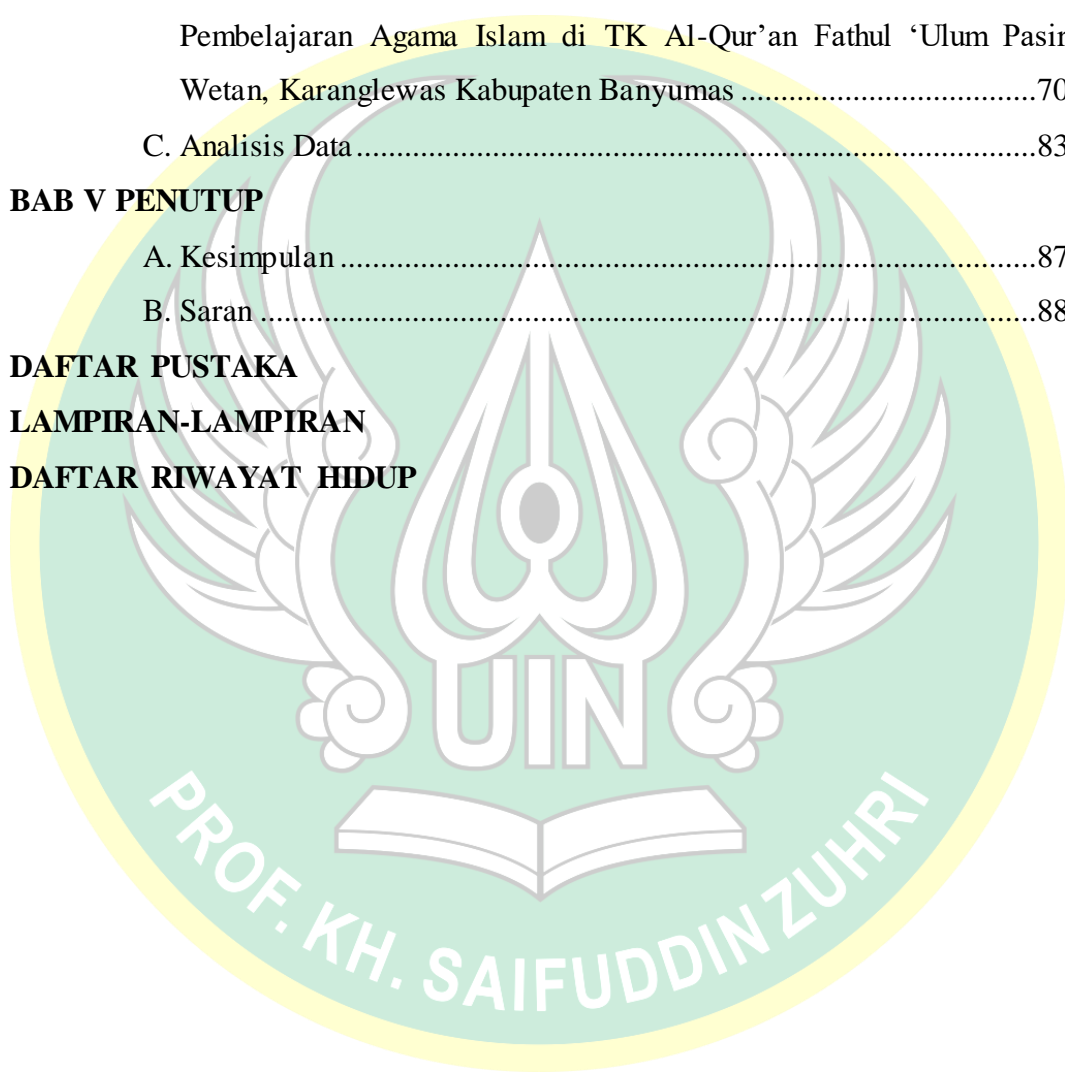 Pembelajaran Agama Islam di TK Al-Qur’an Fathul ‘Ulum Pasir
Wetan, Karanglewas Kabupaten Banyumas ....................................70
C. Analisis Data.....................................................................................83
BAB V PENUTUP
A. Kesimpulan .......................................................................................87
B. Saran .................................................................................................88
DAFTAR PUSTAKA
LAMPIRAN-LAMPIRAN
DAFTAR RIWAYAT HIDUP
UIN
PROF. KH. SAIFUDDIN ZUHRI